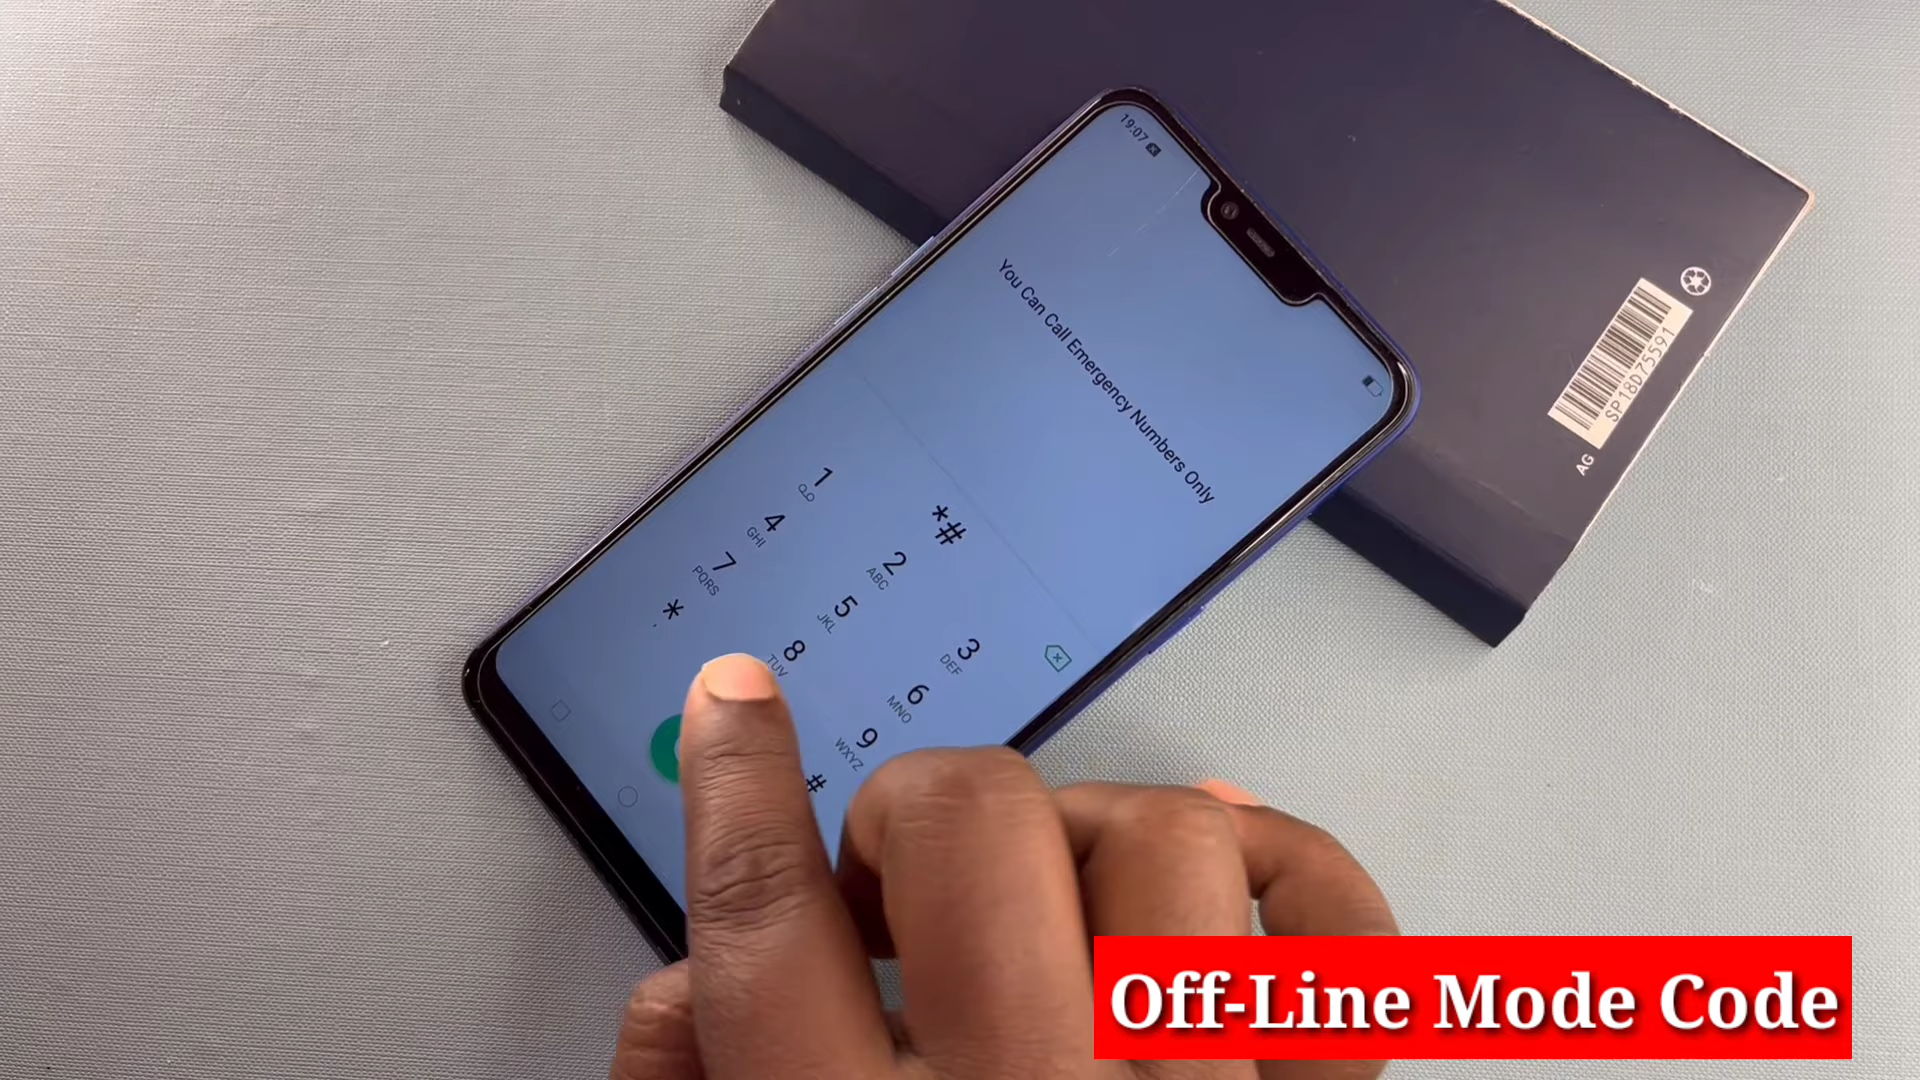 19:07
You Can Call Emergency Numbers Only
*#
1
2
ABC
3
DEF
4
GHI
5
JKL
6
MNO
7
PQRS
8
TUV
9
WXYZ
*
#
SP18D75591
AG
Off-Line Mode Code